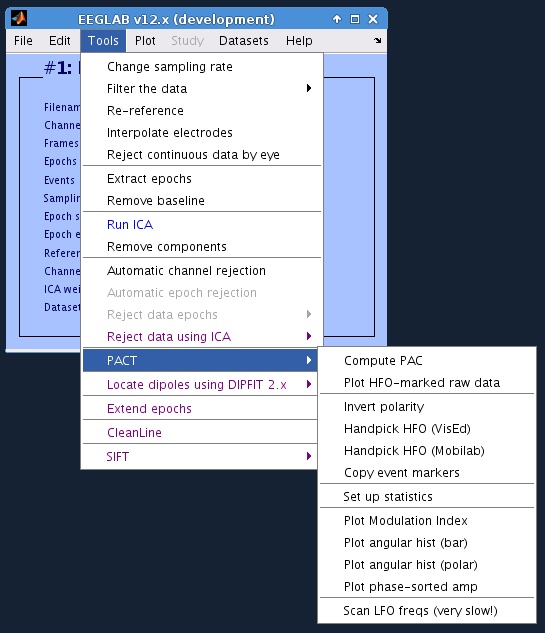 EEGLAB v12.x (development)
File Edit Tools Plot Study Datasets Help
#1:
Filenam
Channe
Frames
Epochs
Events
Samplin
Epoch s
Epoch e
Referen
Channe
ICA wei
Dataset
Change sampling rate
Filter the data
Re-reference
Interpolate electrodes
Reject continuous data by eye
Extract epochs
Remove baseline
Run ICA
Remove components
Automatic channel rejection
Automatic epoch rejection
Reject data epochs
Reject data using ICA
PACT
Locate dipoles using DIPFIT 2.x
Extend epochs
CleanLine
SIFT
Compute PAC
Plot HFO-marked raw data
Invert polarity
Handpick HFO (VisEd)
Handpick HFO (Mobilab)
Copy event markers
Set up statistics
Plot Modulation Index
Plot angular hist (bar)
Plot angular hist (polar)
Plot phase-sorted amp
Scan LFO freqs (very slow!)